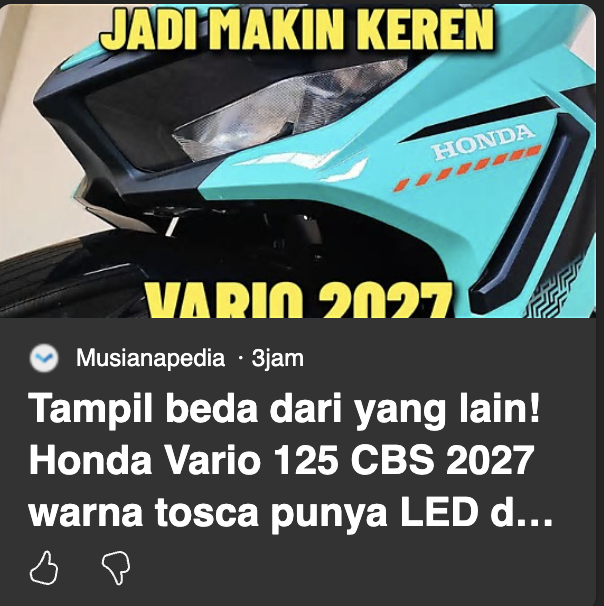 JADI MAKIN KEREN
HONDA
VARIO 2027
Musianapedia · 3jam
Tampil beda dari yang lain!
Honda Vario 125 CBS 2027
warna tosca punya LED d...